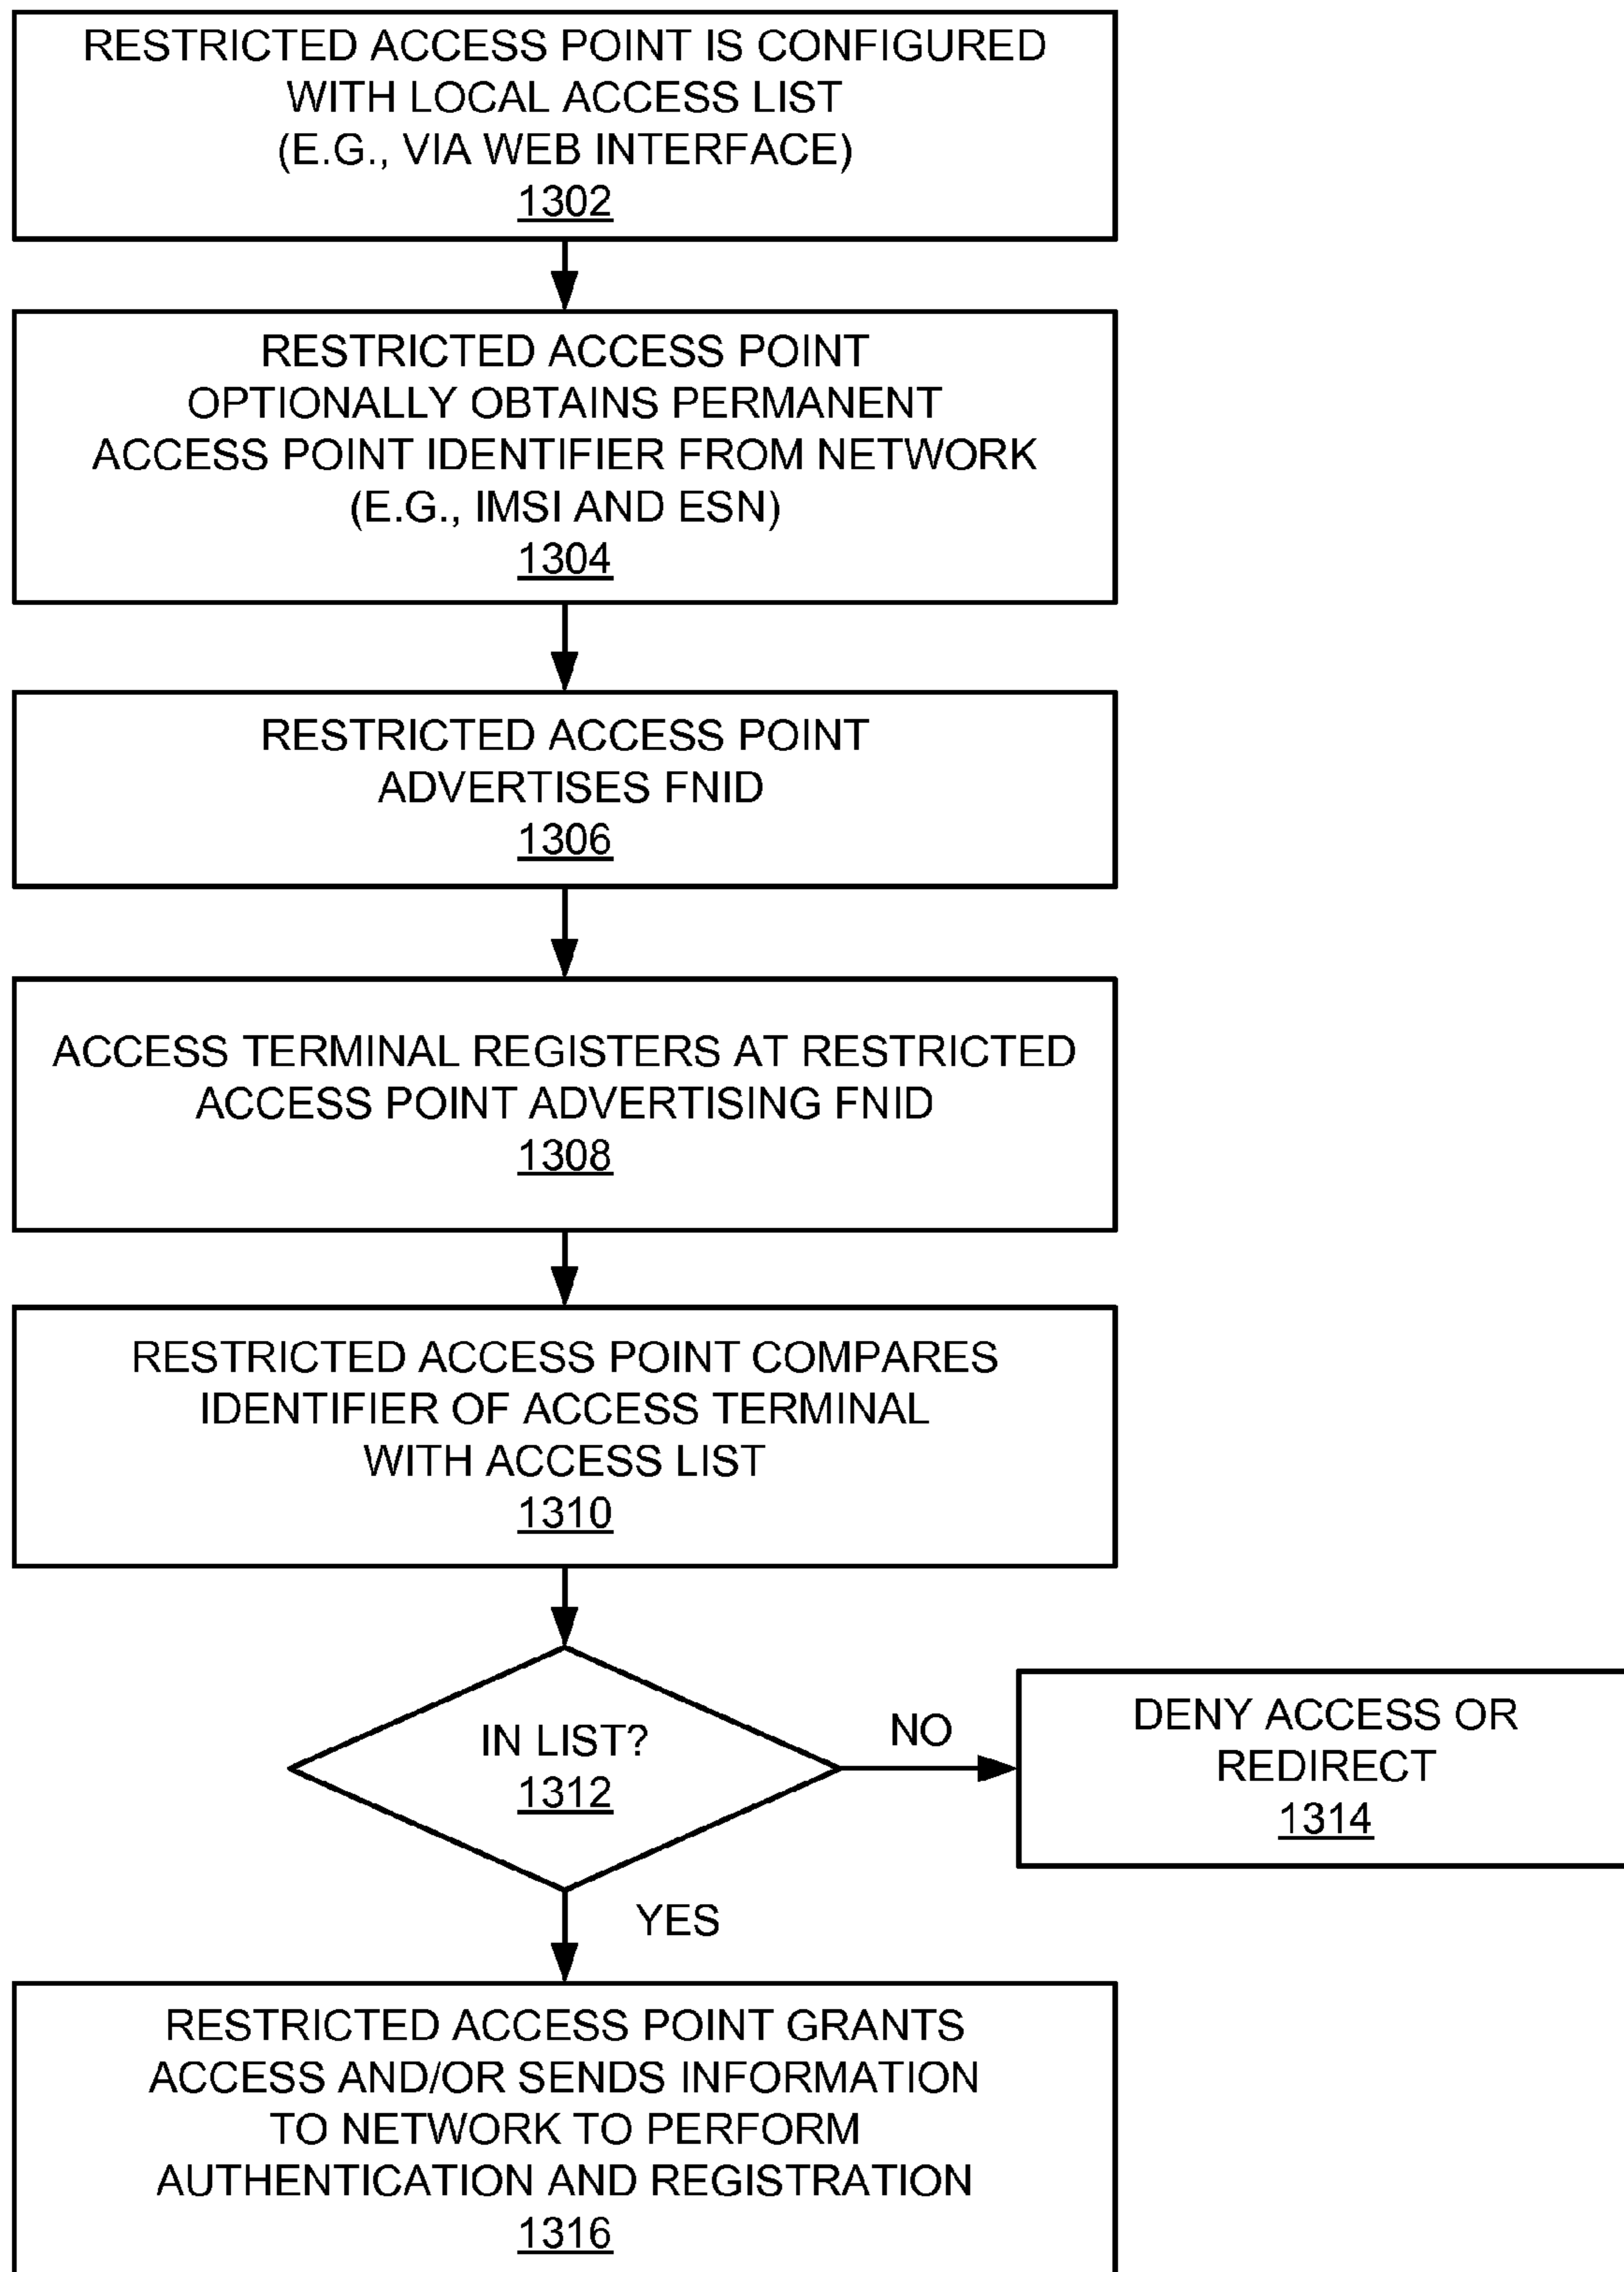 RESTRICTED ACCESS POINT IS CONFIGURED
WITH LOCAL ACCESS LIST
(E.G., VIA WEB INTERFACE)
1302
RESTRICTED ACCESS POINT
OPTIONALLY OBTAINS PERMANENT
ACCESS POINT IDENTIFIER FROM NETWORK
(E.G., IMSI AND ESN)
1304
RESTRICTED ACCESS POINT
ADVERTISES FNID
1306
ACCESS TERMINAL REGISTERS AT RESTRICTED
ACCESS POINT ADVERTISING FNID
1308
RESTRICTED ACCESS POINT COMPARES
IDENTIFIER OF ACCESS TERMINAL
WITH ACCESS LIST
1310
IN LIST?
1312
NO
DENY ACCESS OR
REDIRECT
1314
YES
RESTRICTED ACCESS POINT GRANTS
ACCESS AND/OR SENDS INFORMATION
TO NETWORK TO PERFORM
AUTHENTICATION AND REGISTRATION
1316